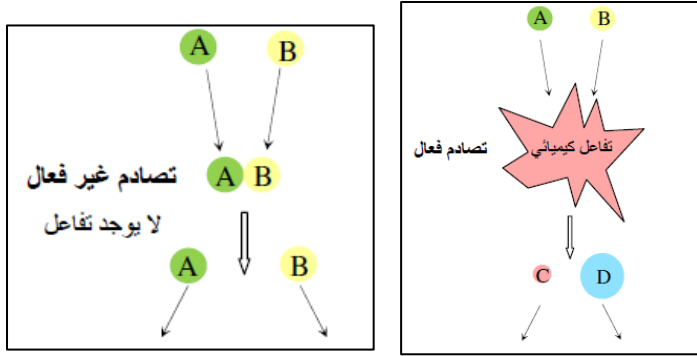 A B
تصادم غير فعال
A B
لا يوجد تفاعل
A B
A B
تفاعل كيميائي
تصادم فعال
C D